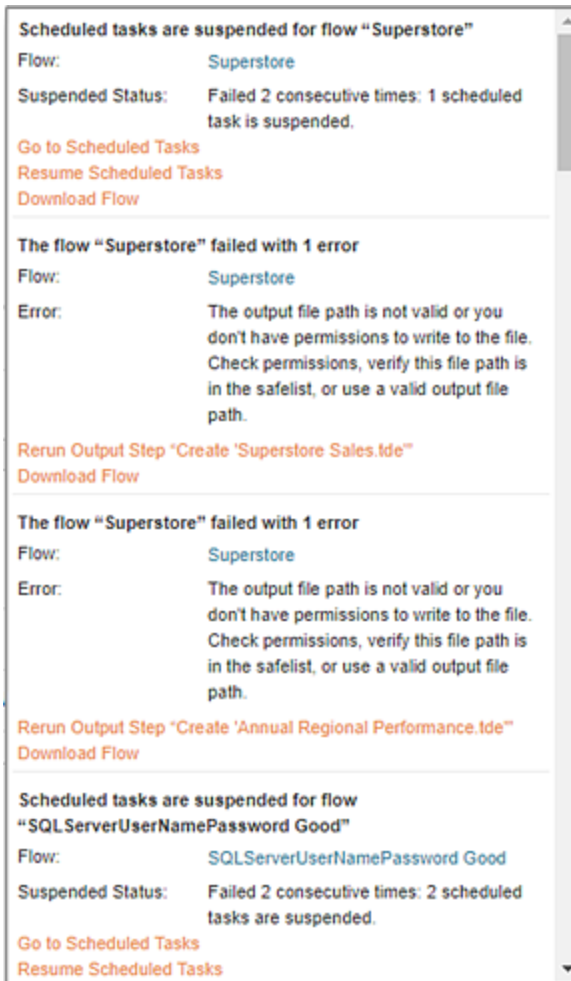 Scheduled tasks are suspended for flow “Superstore”
Flow: Superstore
Suspended Status: Failed 2 consecutive times: 1 scheduled
task is suspended.
Go to Scheduled Tasks
Resume Scheduled Tasks
Download Flow
The flow “Superstore” failed with 1 error
Flow: Superstore
Error: The output file path is not valid or you
don't have permissions to write to the file.
Check permissions, verify this file path is
in the safelist, or use a valid output file
path.
Rerun Output Step “Create 'Superstore Sales.tde'”
Download Flow
The flow “Superstore” failed with 1 error
Flow: Superstore
Error: The output file path is not valid or you
don't have permissions to write to the file.
Check permissions, verify this file path is
in the safelist, or use a valid output file
path.
Rerun Output Step “Create 'Annual Regional Performance.tde'”
Download Flow
Scheduled tasks are suspended for flow
“SQLServerUserNamePassword Good”
Flow: SQLServerUserNamePassword Good
Suspended Status: Failed 2 consecutive times: 2 scheduled
tasks are suspended.
Go to Scheduled Tasks
Resume Scheduled Tasks